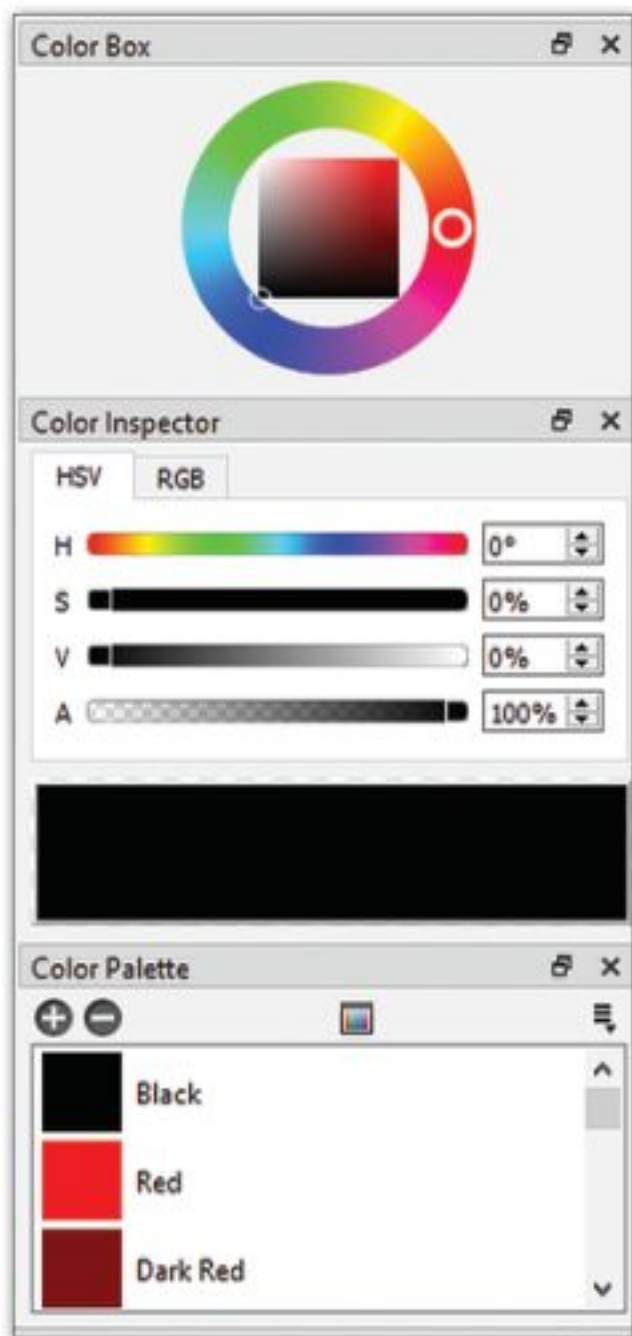 Color Box
Color Inspector
HSV RGB
H 0°
S 0%
V 0%
A 100%
Color Palette
Black
Red
Dark Red